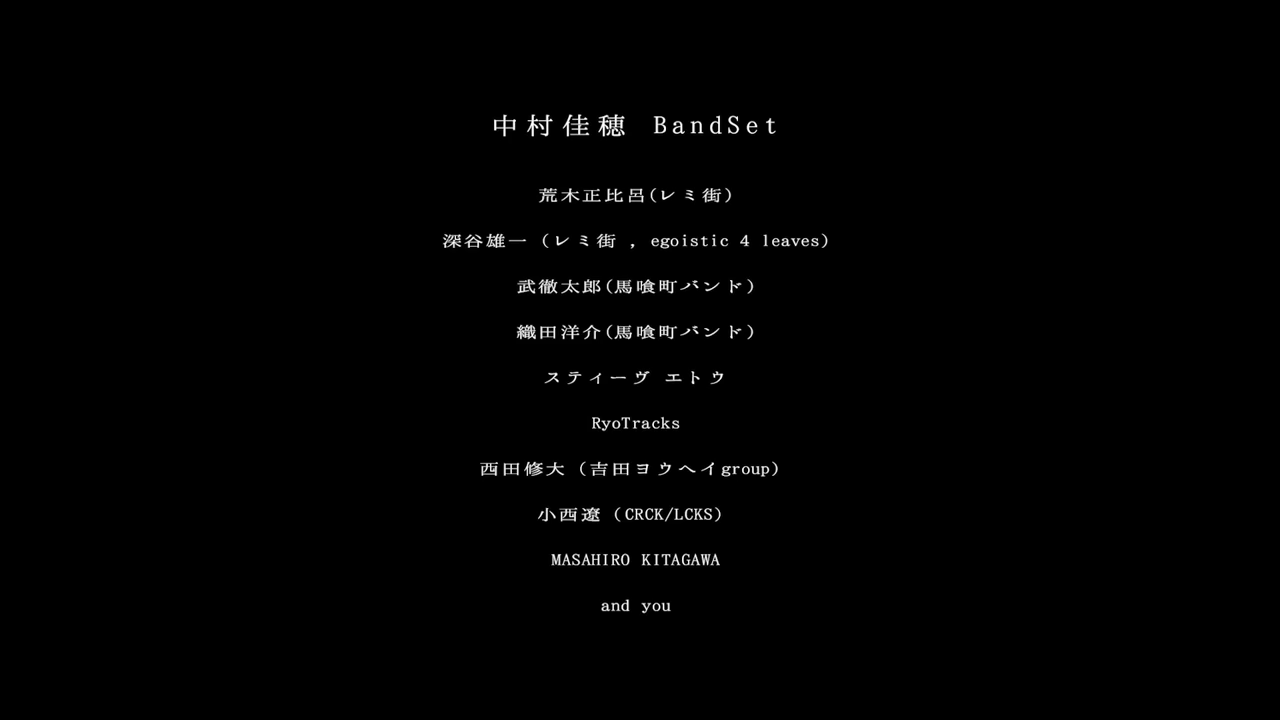 中村佳穂 BandSet
荒木正比呂(レミ街)
深谷雄一 (レミ街 , egoistic 4 leaves)
武徹太郎(馬喰町バンド)
織田洋介(馬喰町バンド)
スティーヴ エトウ
RyoTracks
西田修大 (吉田ヨウヘイgroup)
小西遼 (CRCK/LCKS)
MASAHIRO KITAGAWA
and you